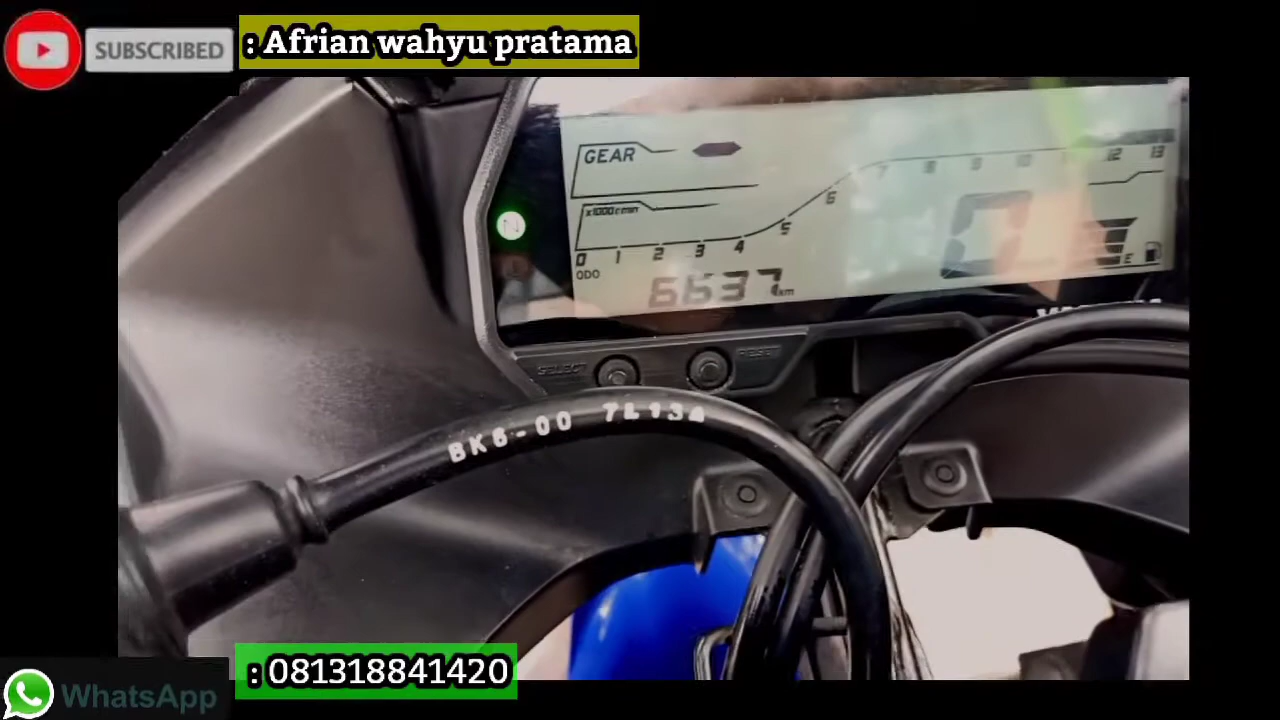 SUBSCRIBED : Afrian wahyu pratama
GEAR
x1000r/min
0 1 2 3 4 5 6 7 8 9 10 12 13
ODO
6637 km
E
SELECT
RESET
BK6-00 7L134
WhatsApp : 081318841420